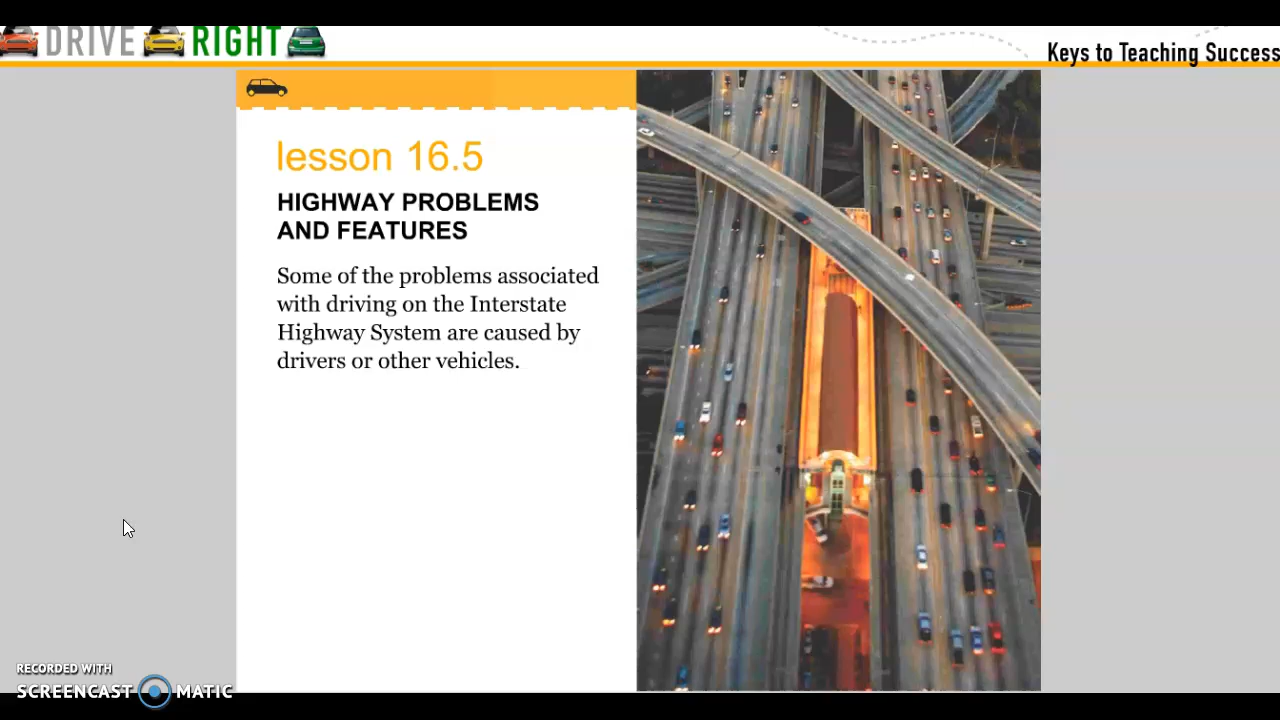 DRIVE RIGHT
Keys to Teaching Success
lesson 16.5
HIGHWAY PROBLEMS
AND FEATURES
Some of the problems associated
with driving on the Interstate
Highway System are caused by
drivers or other vehicles.
RECORDED WITH
SCREENCAST MATIC